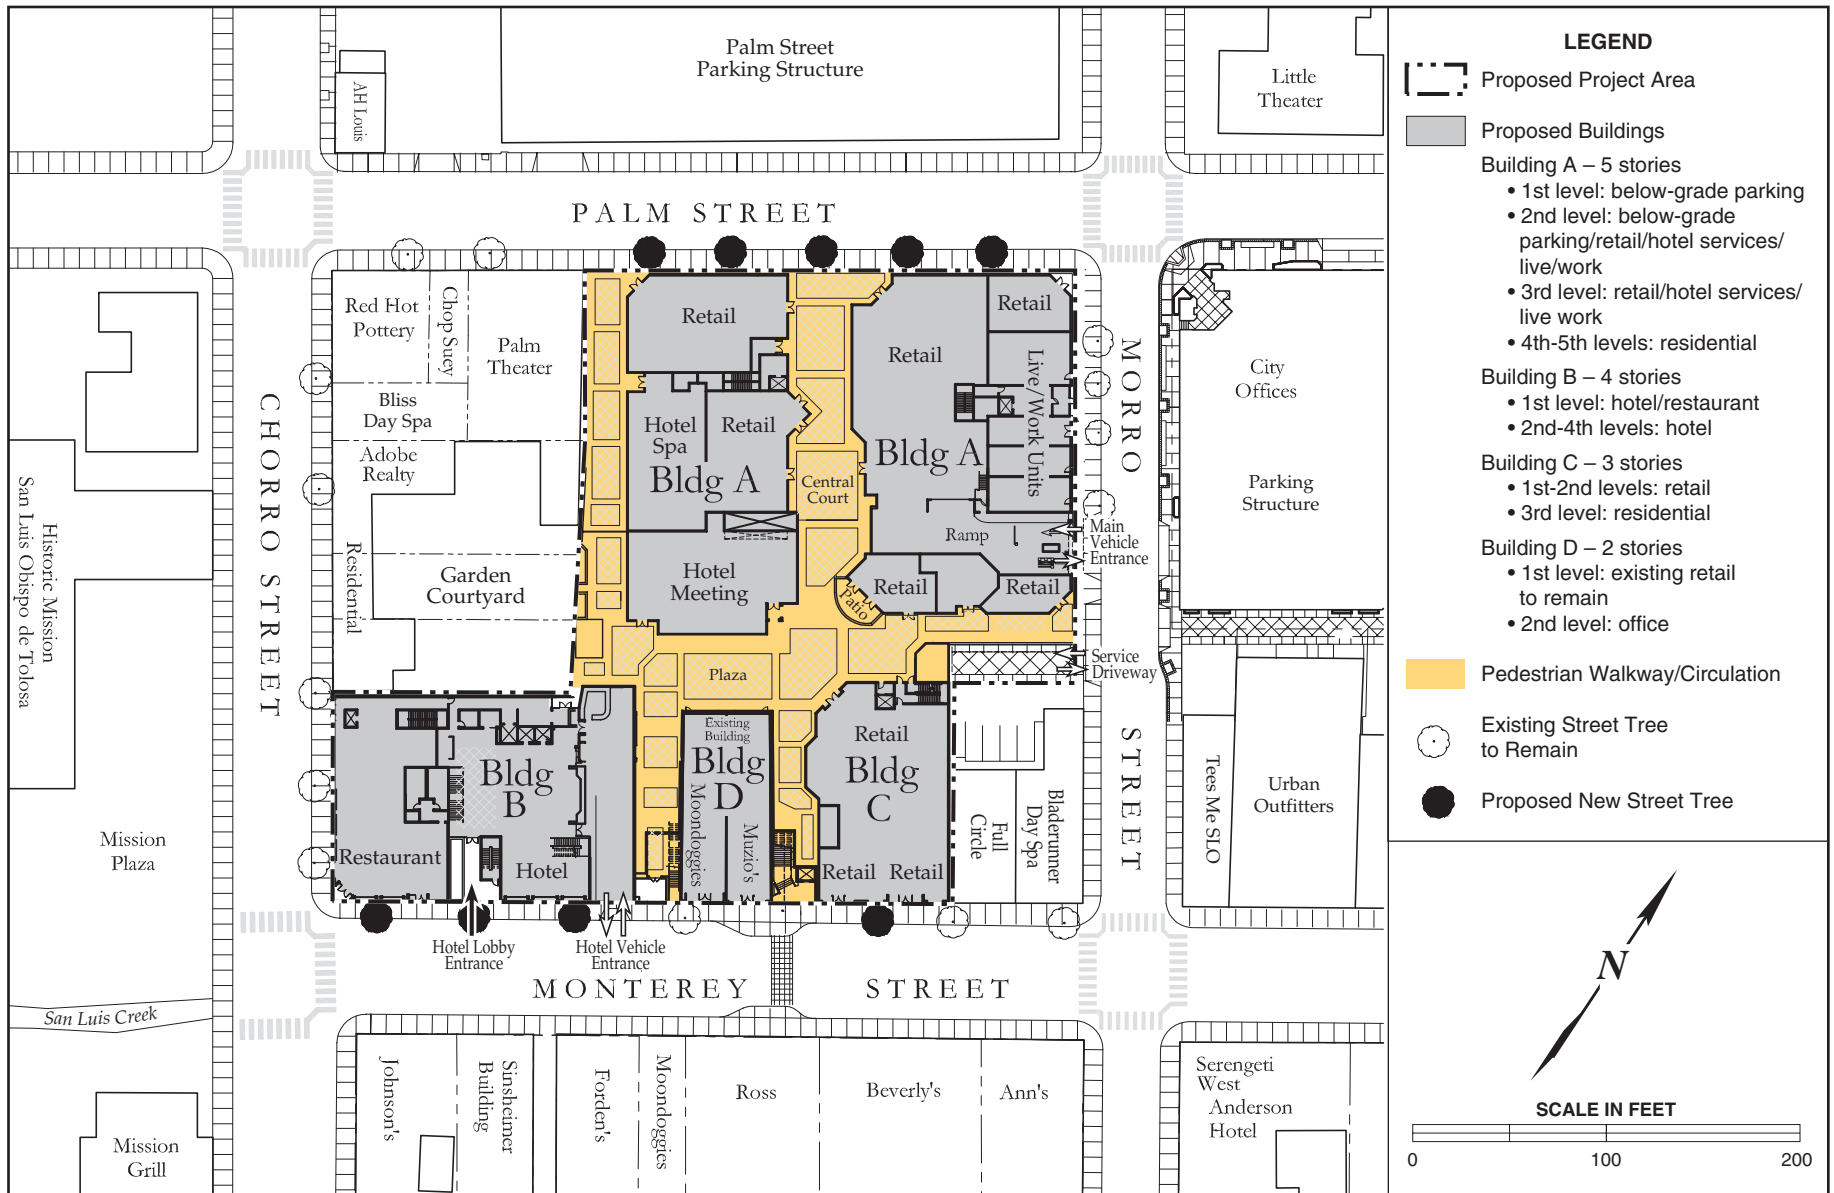 Palm Street
Parking Structure
AH Louis
Little
Theater
PALM STREET
Red Hot
Pottery
Chop Suey
Palm
Theater
Bliss
Day Spa
Adobe
Realty
Residential
Garden
Courtyard
CHORRO STREET
Historic Mission
San Luis Obispo de Tolosa
Mission
Plaza
San Luis Creek
Mission
Grill
Retail
Hotel
Spa
Retail
Bldg A
Hotel
Meeting
Central
Court
Retail
Retail
Live/Work Units
Bldg A
Ramp
Retail
Retail
Patio
Plaza
Main
Vehicle
Entrance
Service
Driveway
MORRO STREET
City
Offices
Parking
Structure
Existing
Building
Bldg
D
Moondoggies
Muzio's
Bldg
B
Restaurant
Hotel
Retail
Bldg
C
Retail
Retail
Full
Circle
Bladerunner
Day Spa
Tees Me SLO
Urban
Outfitters
Hotel Lobby
Entrance
Hotel Vehicle
Entrance
MONTEREY STREET
Johnson's
Sinsheimer
Building
Forden's
Moondoggies
Ross
Beverly's
Ann's
Serengeti
West
Anderson
Hotel
LEGEND
Proposed Project Area
Proposed Buildings
Building A – 5 stories
• 1st level: below-grade parking
• 2nd level: below-grade
parking/retail/hotel services/
live/work
• 3rd level: retail/hotel services/
live work
• 4th-5th levels: residential
Building B – 4 stories
• 1st level: hotel/restaurant
• 2nd-4th levels: hotel
Building C – 3 stories
• 1st-2nd levels: retail
• 3rd level: residential
Building D – 2 stories
• 1st level: existing retail
to remain
• 2nd level: office
Pedestrian Walkway/Circulation
Existing Street Tree
to Remain
Proposed New Street Tree
N
SCALE IN FEET
0 100 200